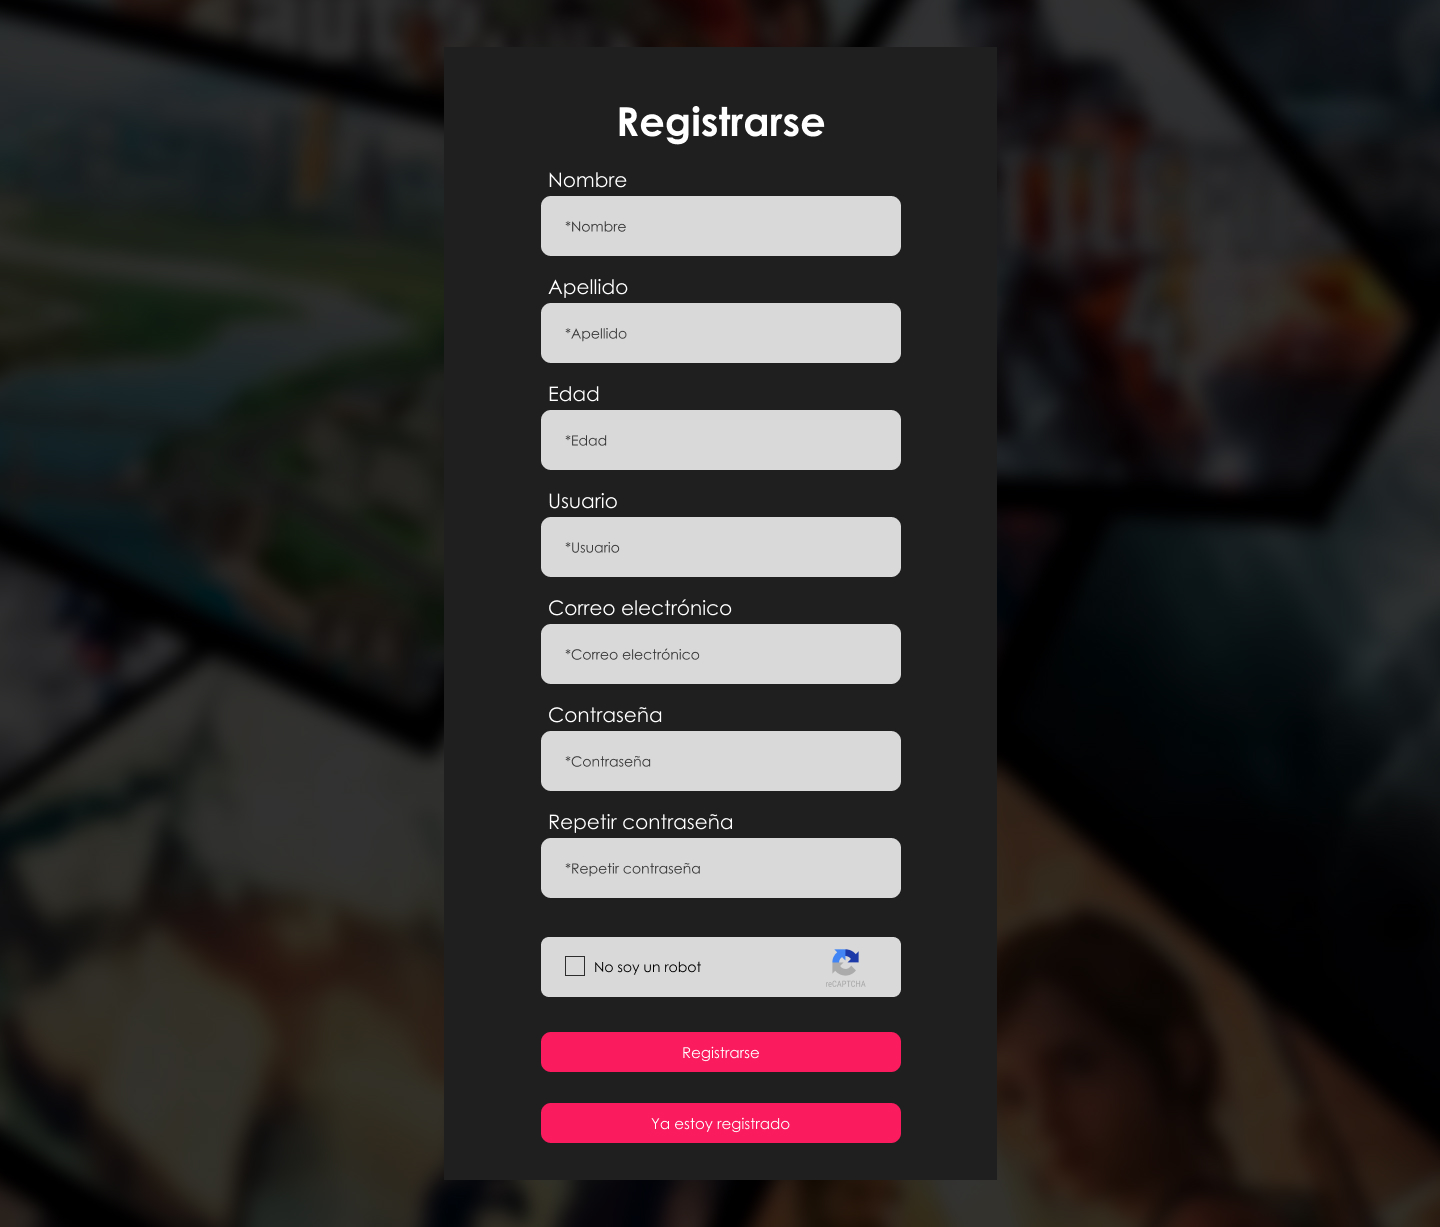 Registrarse
Nombre
*Nombre
Apellido
*Apellido
Edad
*Edad
Usuario
*Usuario
Correo electrónico
*Correo electrónico
Contraseña
*Contraseña
Repetir contraseña
*Repetir contraseña
No soy un robot
reCAPTCHA
Registrarse
Ya estoy registrado